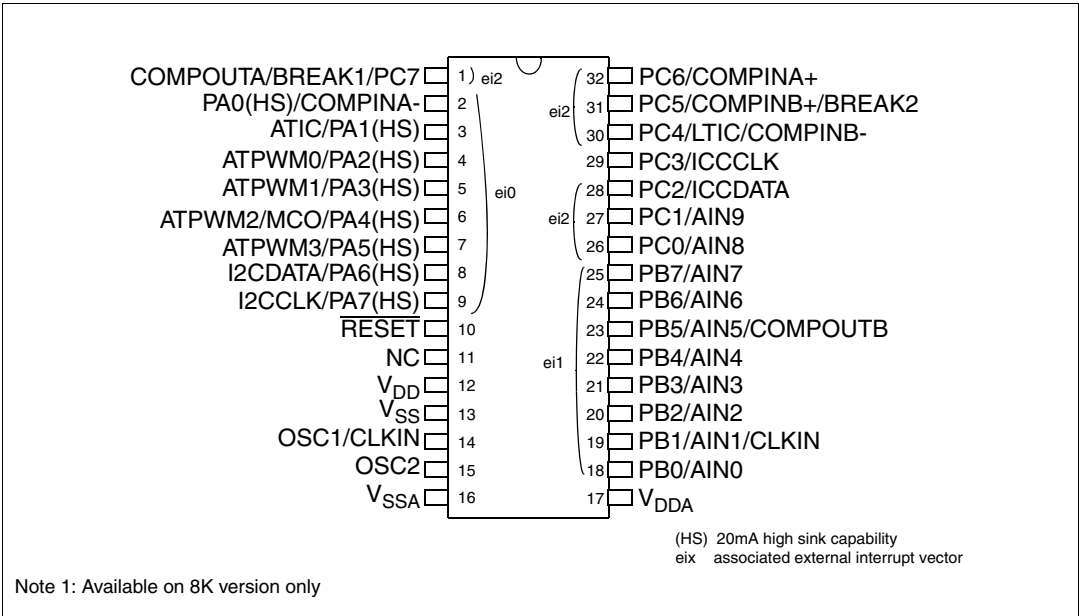 COMPOUTA/BREAK1/PC7 1 ) ei2
PA0(HS)/COMPINA- 2
ATIC/PA1(HS) 3
ATPWM0/PA2(HS) 4
ATPWM1/PA3(HS) 5
ei0
ATPWM2/MCO/PA4(HS) 6
ATPWM3/PA5(HS) 7
I2CDATA/PA6(HS) 8
I2CCLK/PA7(HS) 9
RESET 10
NC 11
VDD 12
VSS 13
OSC1/CLKIN 14
OSC2 15
VSSA 16
32 PC6/COMPINA+
ei2 31 PC5/COMPINB+/BREAK2
30 PC4/LTIC/COMPINB-
29 PC3/ICCCLK
28 PC2/ICCDATA
ei2 27 PC1/AIN9
26 PC0/AIN8
25 PB7/AIN7
24 PB6/AIN6
23 PB5/AIN5/COMPOUTB
ei1 22 PB4/AIN4
21 PB3/AIN3
20 PB2/AIN2
19 PB1/AIN1/CLKIN
18 PB0/AIN0
17 VDDA
(HS) 20mA high sink capability
eix associated external interrupt vector
Note 1: Available on 8K version only